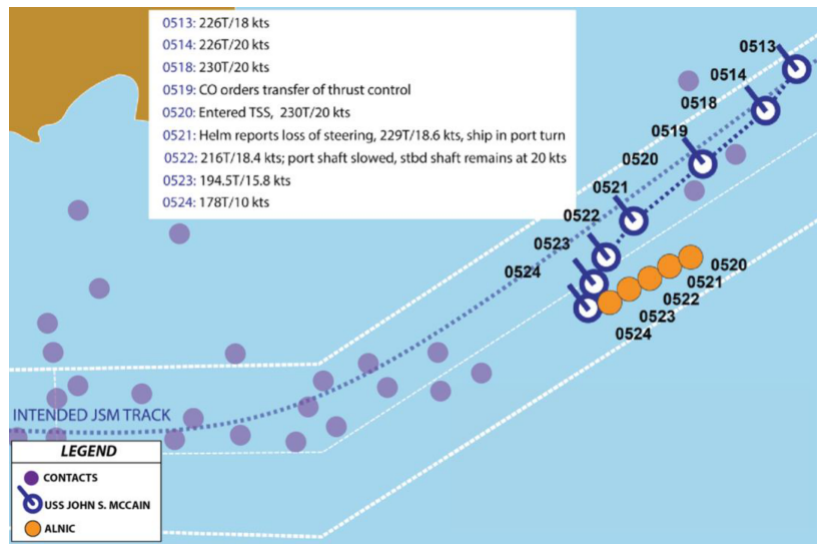 0513: 226T/18 kts
0514: 226T/20 kts
0518: 230T/20 kts
0519: CO orders transfer of thrust control
0520: Entered TSS, 230T/20 kts
0521: Helm reports loss of steering, 229T/18.6 kts, ship in port turn
0522: 216T/18.4 kts; port shaft slowed, stbd shaft remains at 20 kts
0523: 194.5T/15.8 kts
0524: 178T/10 kts
0513
0514
0518
0519
0520
0521
0522
0523
0524
0520
0521
0522
0523
0524
INTENDED JSM TRACK
LEGEND
CONTACTS
USS JOHN S. MCCAIN
ALNIC